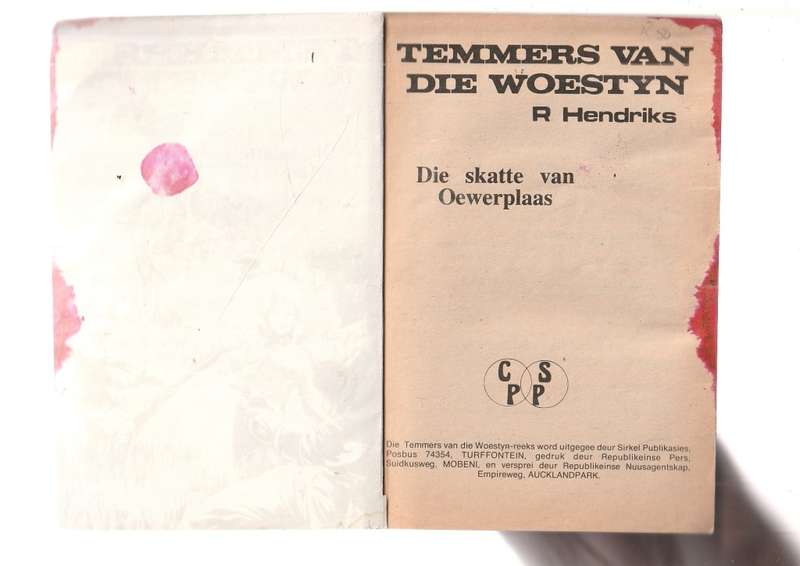 R 50
TEMMERS VAN
DIE WOESTYN
R Hendriks
Die skatte van
Oewerplaas
C S
P P
Die Temmers van die Woestyn-reeks word uitgegee deur Sirkel Publikasies,
Posbus 74354, TURFFONTEIN, gedruk deur Republikeinse Pers,
Suidkusweg, MOBENI, en versprei deur Republikeinse Nuusagentskap,
Empireweg, AUCKLANDPARK.